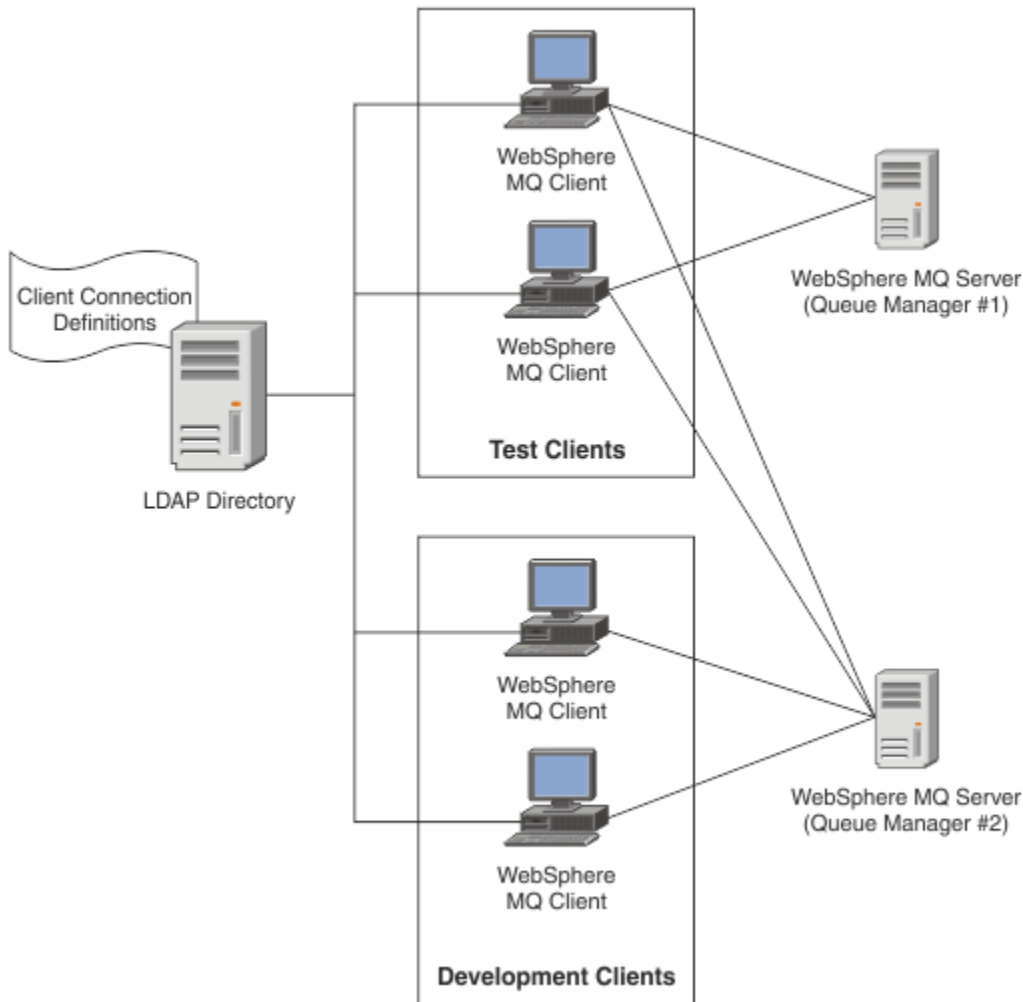 WebSphere
MQ Client
WebSphere
MQ Client
Test Clients
Client Connection
Definitions
LDAP Directory
WebSphere MQ Server
(Queue Manager #1)
WebSphere
MQ Client
WebSphere
MQ Client
Development Clients
WebSphere MQ Server
(Queue Manager #2)